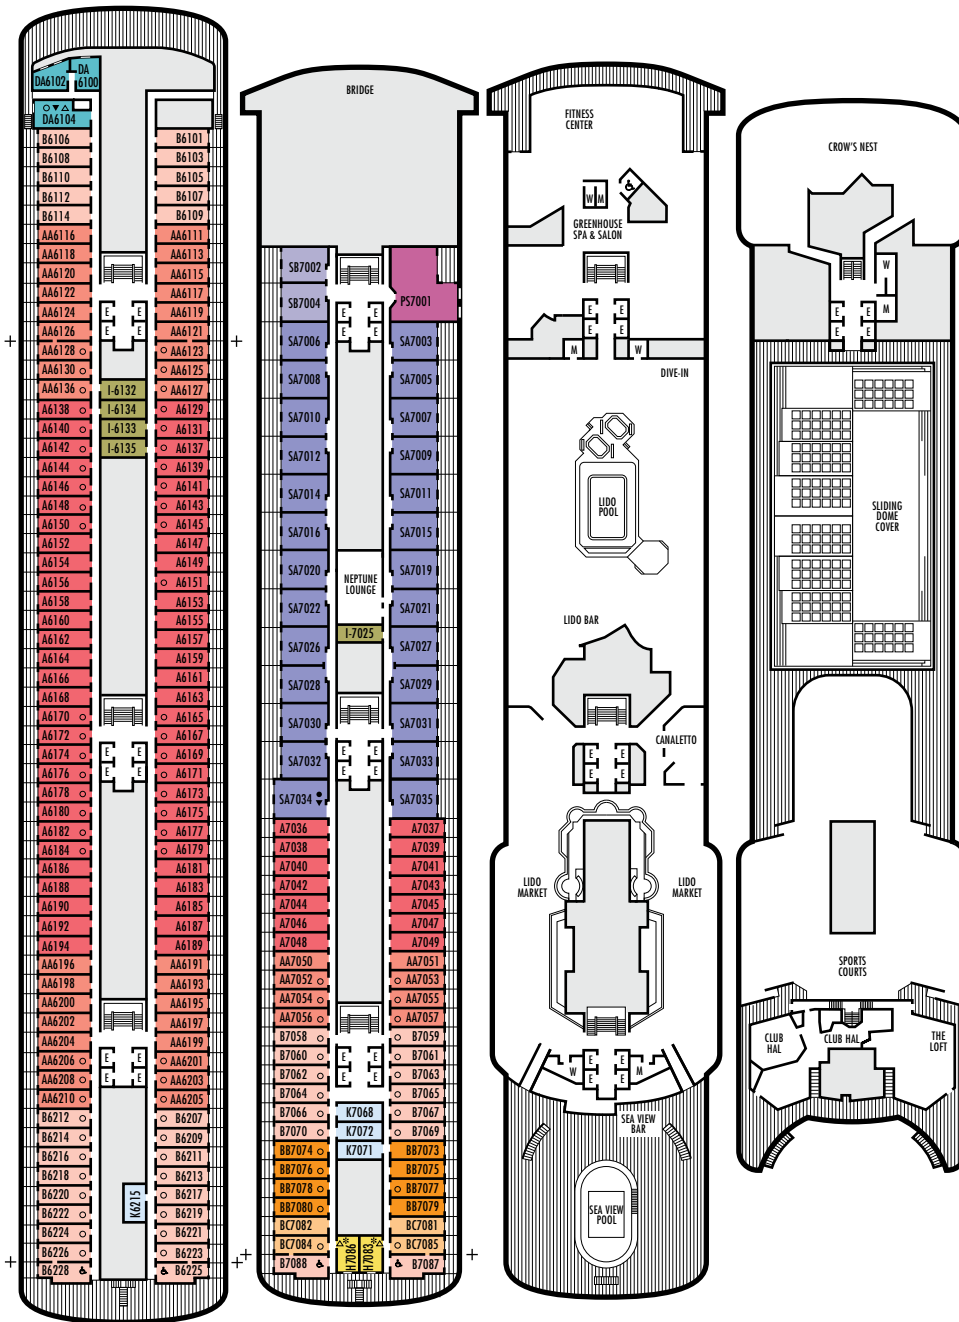 DA6102
DA
6100
DA6104
B6106
B6108
B6110
B6112
B6114
AA6116
AA6118
AA6120
AA6122
AA6124
AA6126
AA6128
AA6130
AA6136
A6138
A6140
A6142
A6144
A6146
A6148
A6150
A6152
A6154
A6156
A6158
A6160
A6162
A6164
A6166
A6168
A6170
A6172
A6174
A6176
A6178
A6180
A6182
A6184
A6186
A6188
A6190
A6192
A6194
AA6196
AA6198
AA6200
AA6202
AA6204
AA6206
AA6208
AA6210
B6212
B6214
B6216
B6218
B6220
B6222
B6224
B6226
B6228
E E
E E
I-6132
I-6134
I-6133
I-6135
E E
E E
E E
E E
K6215
B6101
B6103
B6105
B6107
B6109
AA6111
AA6113
AA6115
AA6117
AA6119
AA6121
AA6123
AA6125
AA6127
A6129
A6131
A6137
A6139
A6141
A6143
A6145
A6147
A6149
A6151
A6153
A6155
A6157
A6159
A6161
A6163
A6165
A6167
A6169
A6171
A6173
A6175
A6177
A6179
A6181
A6183
A6185
A6187
A6189
AA6191
AA6193
AA6195
AA6197
AA6199
AA6201
AA6203
AA6205
B6207
B6209
B6211
B6213
B6217
B6219
B6221
B6223
B6225
BRIDGE
SB7002
SB7004
SA7006
SA7008
SA7010
SA7012
SA7014
SA7016
SA7020
SA7022
SA7026
SA7028
SA7030
SA7032
SA7034
A7036
A7038
A7040
A7042
A7044
A7046
A7048
AA7050
AA7052
AA7054
AA7056
B7058
B7060
B7062
B7064
B7066
B7070
BB7074
BB7076
BB7078
BB7080
BC7082
BC7084
B7088
E E
E E
NEPTUNE
LOUNGE
I-7025
E E
E E
E E
E E
K7068
K7072
K7071
H7086
H7083
PS7001
SA7003
SA7005
SA7007
SA7009
SA7011
SA7015
SA7019
SA7021
SA7027
SA7029
SA7031
SA7033
SA7035
A7037
A7039
A7041
A7043
A7045
A7047
A7049
AA7051
AA7053
AA7055
AA7057
B7059
B7061
B7063
B7065
B7067
B7069
BB7073
BB7075
BB7077
BB7079
BC7081
BC7085
B7087
FITNESS
CENTER
W M
GREENHOUSE
SPA & SALON
E E
E E
M W
DIVE-IN
LIDO
POOL
LIDO BAR
CANALETTO
E E
E E
LIDO
MARKET
LIDO
MARKET
E E
W M
E E
SEA VIEW
BAR
SEA VIEW
POOL
CROW'S NEST
W
M
E E
E E
SLIDING
DOME
COVER
SPORTS
COURTS
CLUB
HAL
CLUB HAL
THE
LOFT